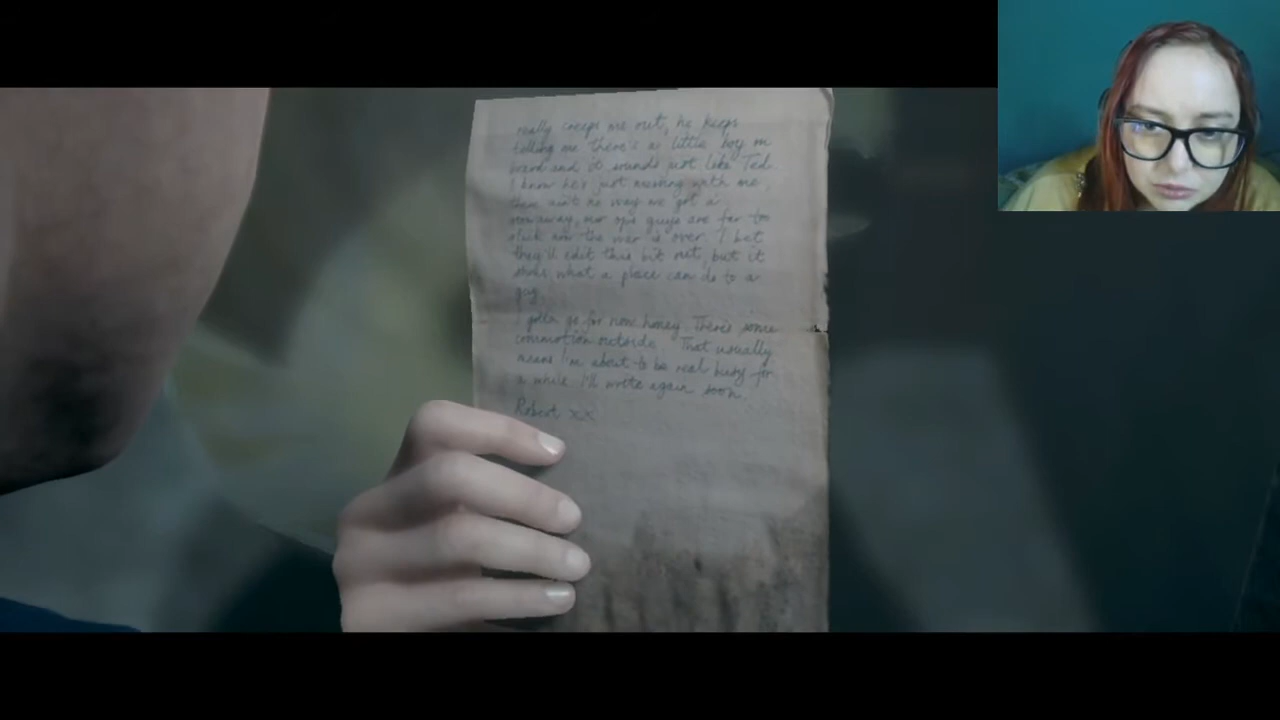 really creeps me out, he keeps
telling me there's a little boy on
board and it sounds just like Ted.
I know he's just messing with me,
there ain't no way we got a
runaway, our ops guys are far too
slick now the war is over. I bet
they'll edit this bit out, but it
shows what a place can do to a
guy.
I gotta go for now honey. There's some
commotion outside. That usually
means I'm about to be real busy for
a while. I'll write again soon.
Robert xx